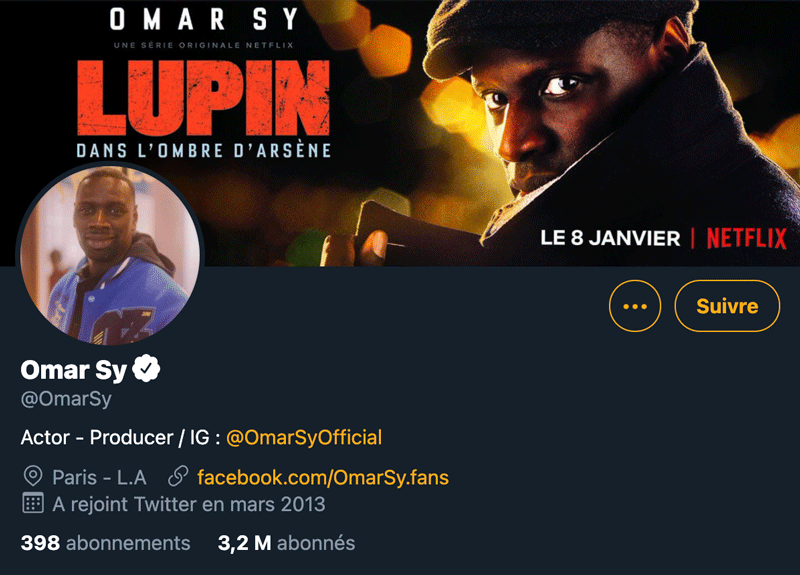 OMAR SY
UNE SÉRIE ORIGINALE NETFLIX
LUPIN
DANS L'OMBRE D'ARSÈNE
LE 8 JANVIER | NETFLIX
Suivre
Omar Sy
@OmarSy
Actor - Producer / IG : @OmarSyOfficial
Paris - L.A facebook.com/OmarSy.fans
A rejoint Twitter en mars 2013
398 abonnements 3,2 M abonnés